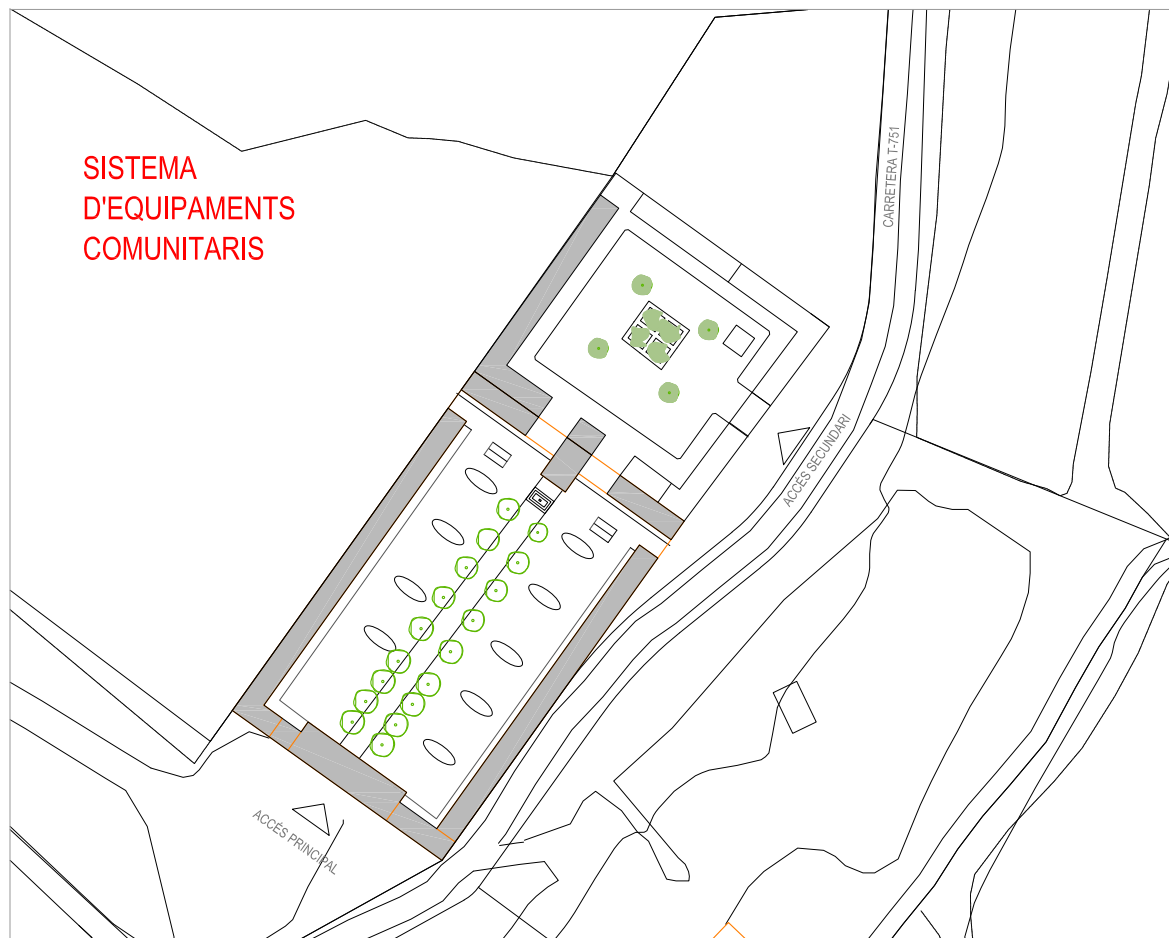 SISTEMA
D'EQUIPAMENTS
COMUNITARIS
CARRETERA T-751
ACCÉS SECUNDARI
ACCÉS PRINCIPAL